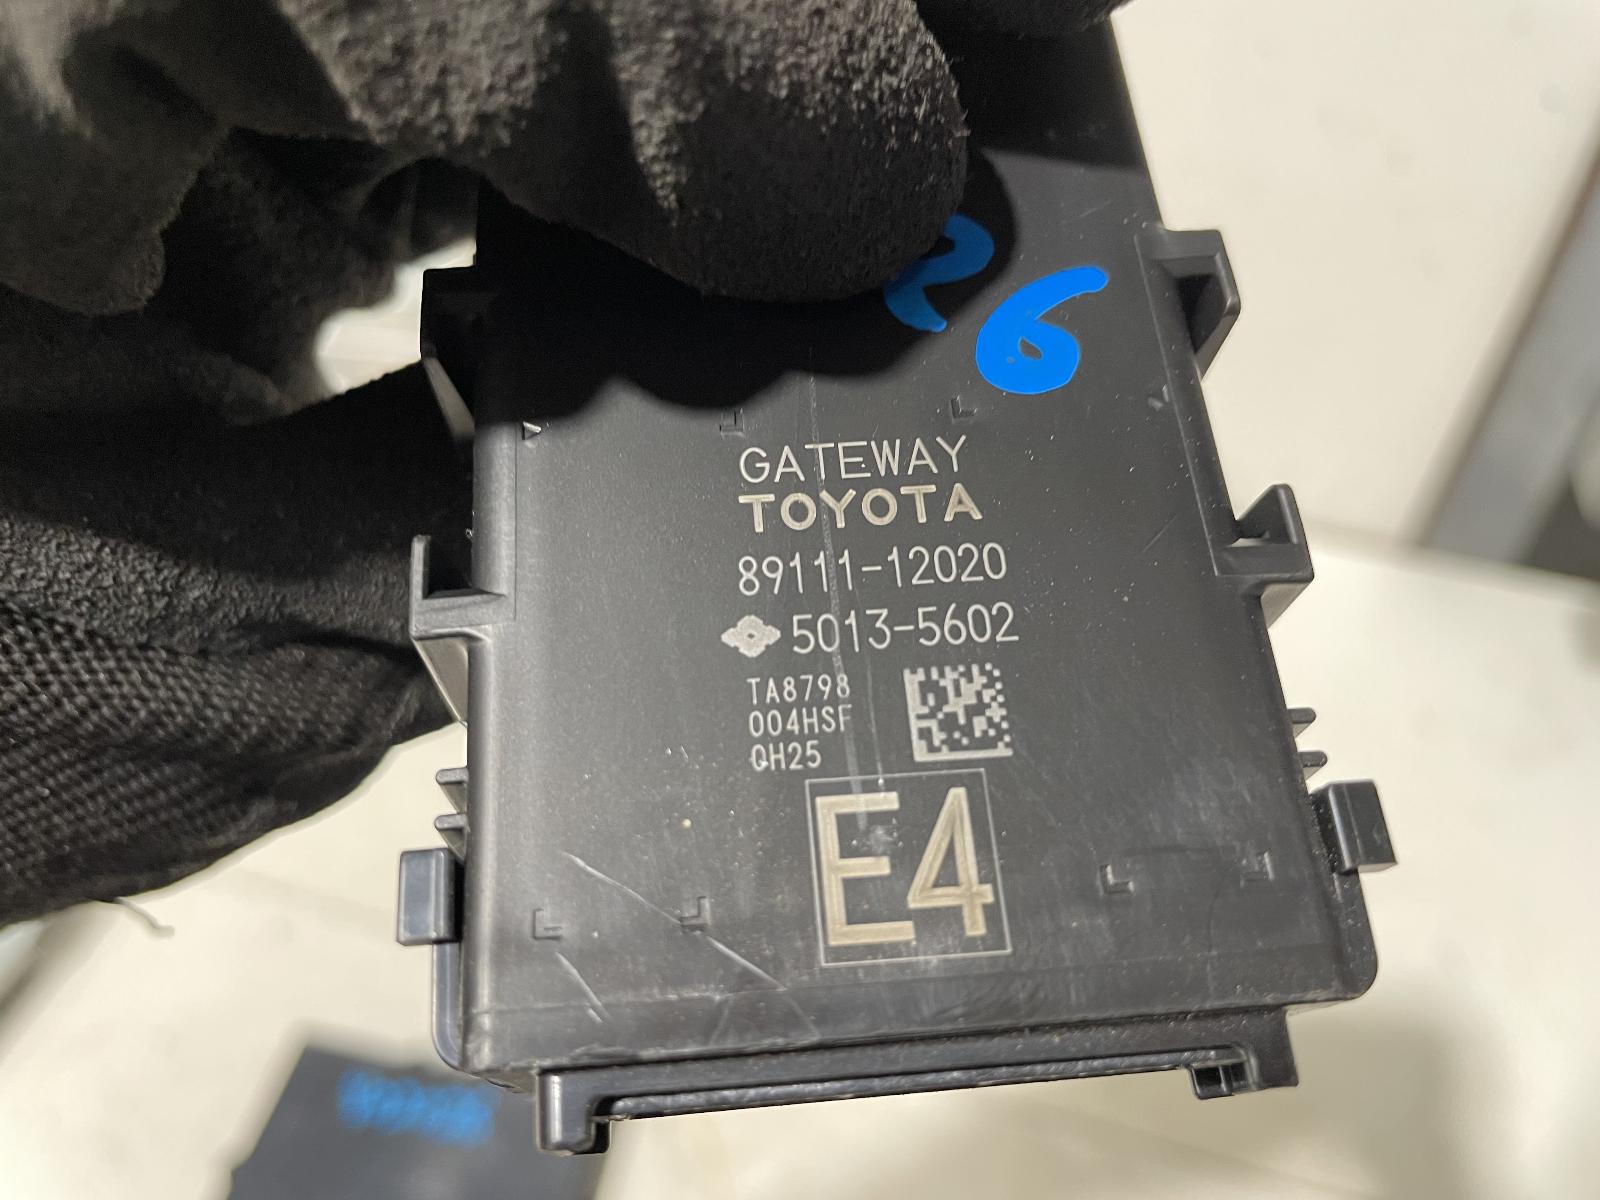 26
GATEWAY
TOYOTA
89111-12020
5013-5602
TA8798
004HSF
QH25
E4